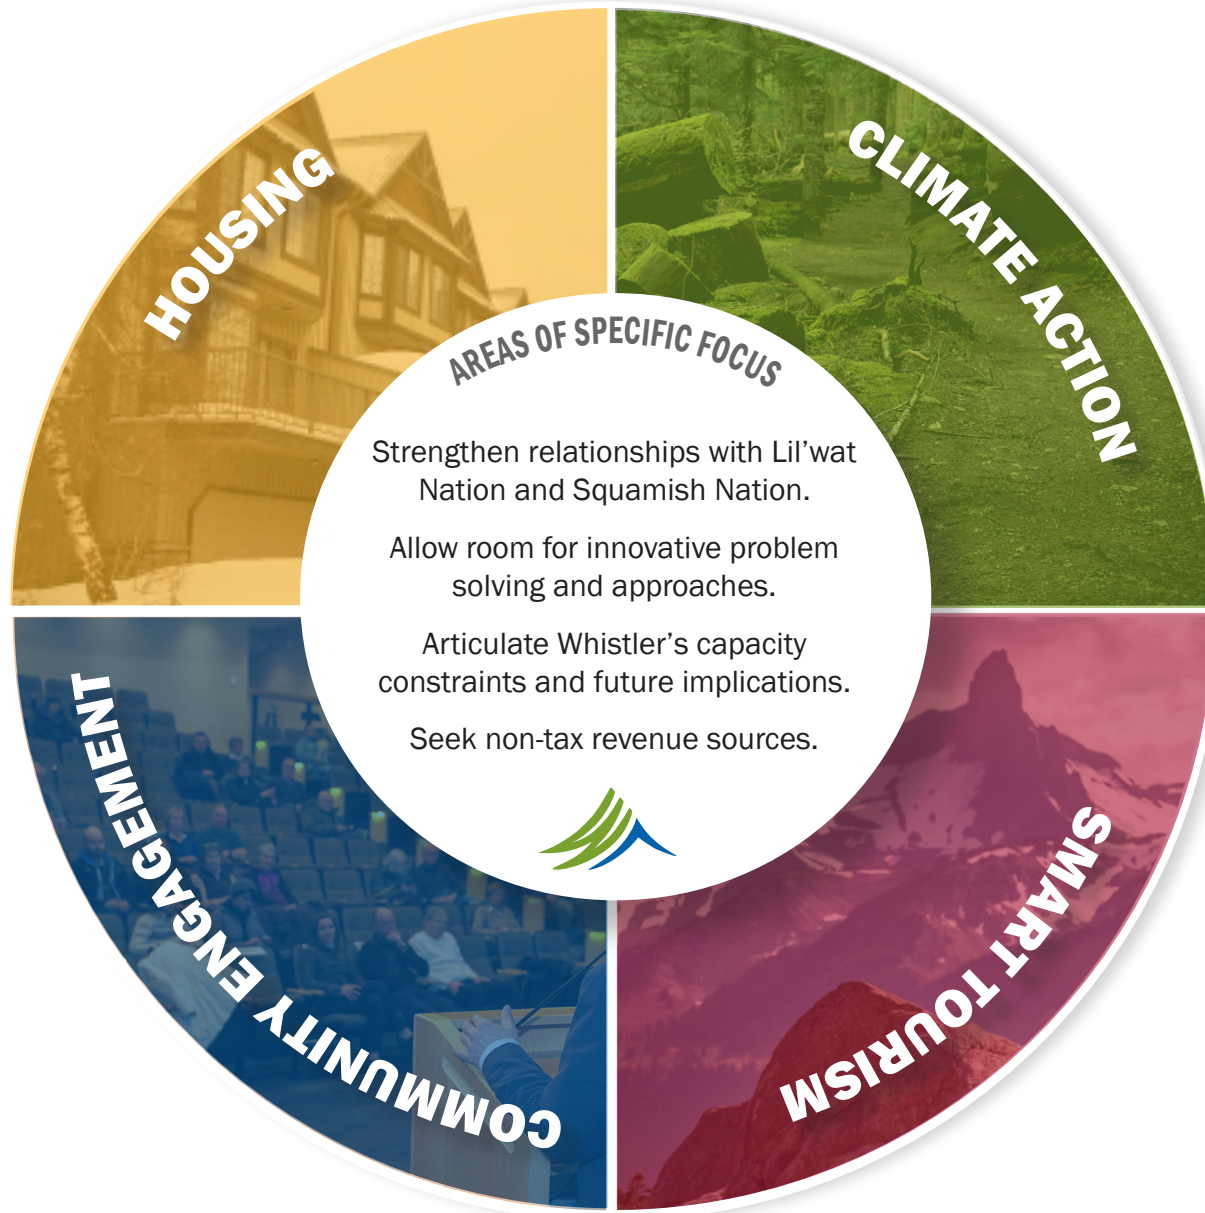 HOUSING
CLIMATE ACTION
AREAS OF SPECIFIC FOCUS
Strengthen relationships with Lil’wat
Nation and Squamish Nation.
Allow room for innovative problem
solving and approaches.
Articulate Whistler’s capacity
constraints and future implications.
Seek non-tax revenue sources.
COMMUNITY ENGAGEMENT
SMART TOURISM